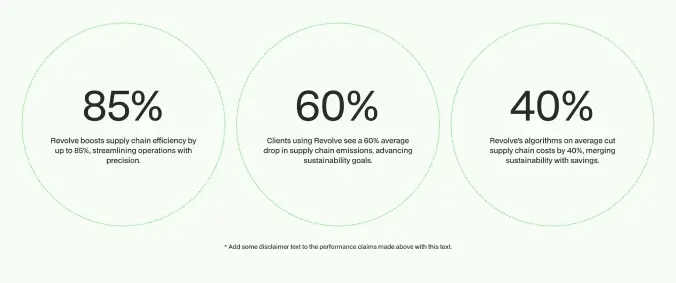 85%
Revolve boosts supply chain efficiency by
up to 85%, streamlining operations with
precision.
60%
Clients using Revolve see a 60% average
drop in supply chain emissions, advancing
sustainability goals.
40%
Revolve's algorithms on average cut
supply chain costs by 40%, merging
sustainability with savings.
* Add some disclaimer text to the performance claims made above with this text.